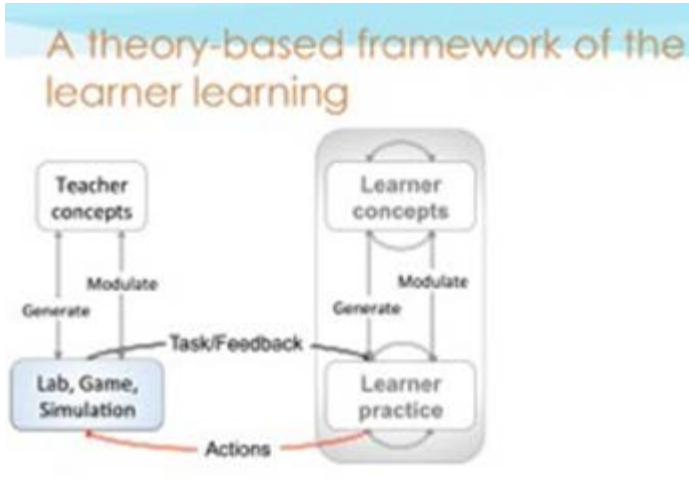 A theory-based framework of the
learner learning
Teacher
concepts
Learner
concepts
Modulate
Generate
Modulate
Generate
Task/Feedback
Lab, Game,
Simulation
Learner
practice
Actions